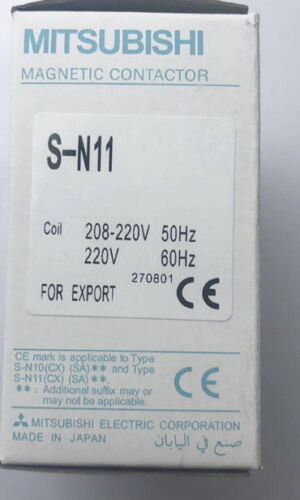 MITSUBISHI
MAGNETIC CONTACTOR
S-N11
Coil 208-220V 50Hz
220V 60Hz
270801
FOR EXPORT CE
CE mark is applicable to Type
S-N10(CX) (SA)** and Type
S-N11(CX) (SA)**.
** : Additional suffix may or
may not be applicable.
CE
MITSUBISHI ELECTRIC CORPORATION
MADE IN JAPAN صنع في اليابان